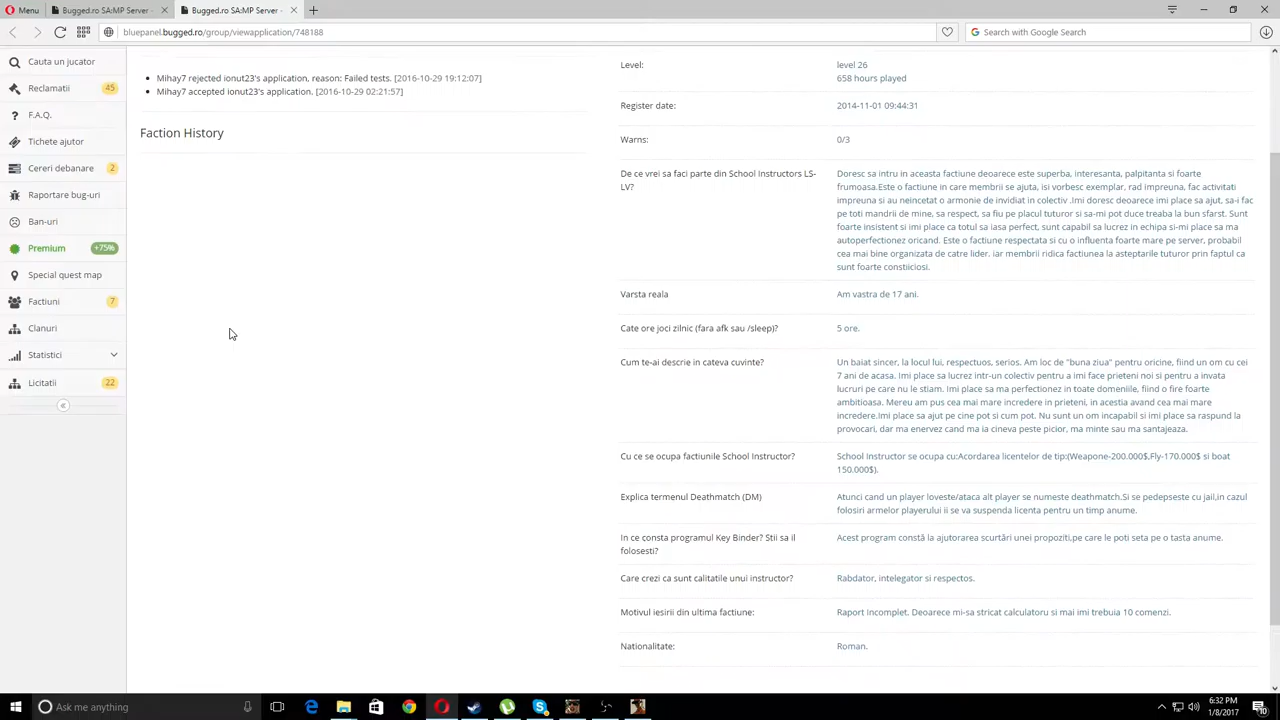 Menu
Bugged.ro SA:MP Server -
Bugged.ro SA:MP Server -
bluepanel.bugged.ro/group/viewapplication/748188
Search with Google Search
Cauta un jucator
Reclamatii 45
F.A.Q.
Tichete ajutor
Cereri debanare 2
Raportare bug-uri
Ban-uri
Premium +75%
Special quest map
Factiuni 7
Clanuri
Statistici
Licitatii 22
Mihay7 rejected ionut23's application, reason: Failed tests. [2016-10-29 19:12:07]
Mihay7 accepted ionut23's application. [2016-10-29 02:21:57]
Faction History
Level: level 26
658 hours played
Register date: 2014-11-01 09:44:31
Warns: 0/3
De ce vrei sa faci parte din School Instructors LS-
LV?
Doresc sa intru in aceasta factiune deoarece este superba, interesanta, palpitanta si foarte
frumoasa.Este o factiune in care membrii se ajuta, isi vorbesc exemplar, rad impreuna, fac activitati
impreuna si au neincetat o armonie de invidiat in colectiv .Imi doresc deoarece imi place sa ajut, sa-i fac
pe toti mandrii de mine, sa respect, sa fiu pe placul tuturor si sa-mi pot duce treaba la bun sfarst. Sunt
foarte insistent si imi place ca totul sa iasa perfect, sunt capabil sa lucrez in echipa si-mi place sa ma
autoperfectionez oricand. Este o factiune respectata si cu o influenta foarte mare pe server, probabil
cea mai bine organizata de catre lider, iar membrii ridica factiunea la asteptarile tuturor prin faptul ca
sunt foarte constiiciosi.
Varsta reala Am vastra de 17 ani.
Cate ore joci zilnic (fara afk sau /sleep)? 5 ore.
Cum te-ai descrie in cateva cuvinte?
Un baiat sincer, la locul lui, respectuos, serios. Am loc de "buna ziua" pentru oricine, fiind un om cu cei
7 ani de acasa. Imi place sa lucrez intr-un colectiv pentru a imi face prieteni noi si pentru a invata
lucruri pe care nu le stiam. Imi place sa ma perfectionez in toate domeniile, fiind o fire foarte
ambitioasa. Mereu am pus cea mai mare incredere in prieteni, in acestia avand cea mai mare
incredere.Imi place sa ajut pe cine pot si cum pot. Nu sunt un om incapabil si imi place sa raspund la
provocari, dar ma enervez cand ma ia cineva peste picior, ma minte sau ma santajeaza.
Cu ce se ocupa factiunile School Instructor?
School Instructor se ocupa cu:Acordarea licentelor de tip:(Weapone-200.000$,Fly-170.000$ si boat
150.000$).
Explica termenul Deathmatch (DM)
Atunci cand un player loveste/ataca alt player se numeste deathmatch.Si se pedepseste cu jail,in cazul
folosiri armelor playerului ii se va suspenda licenta pentru un timp anume.
In ce consta programul Key Binder? Stii sa il
folosesti?
Acest program constă la ajutorarea scurtări unei propoziti,pe care le poti seta pe o tasta anume.
Care crezi ca sunt calitatile unui instructor? Rabdator, intelegator si respectos.
Motivul iesirii din ultima factiune: Raport Incomplet. Deoarece mi-sa stricat calculatoru si mai imi trebuia 10 comenzi.
Nationalitate: Roman.
Ask me anything
6:32 PM
1/8/2017